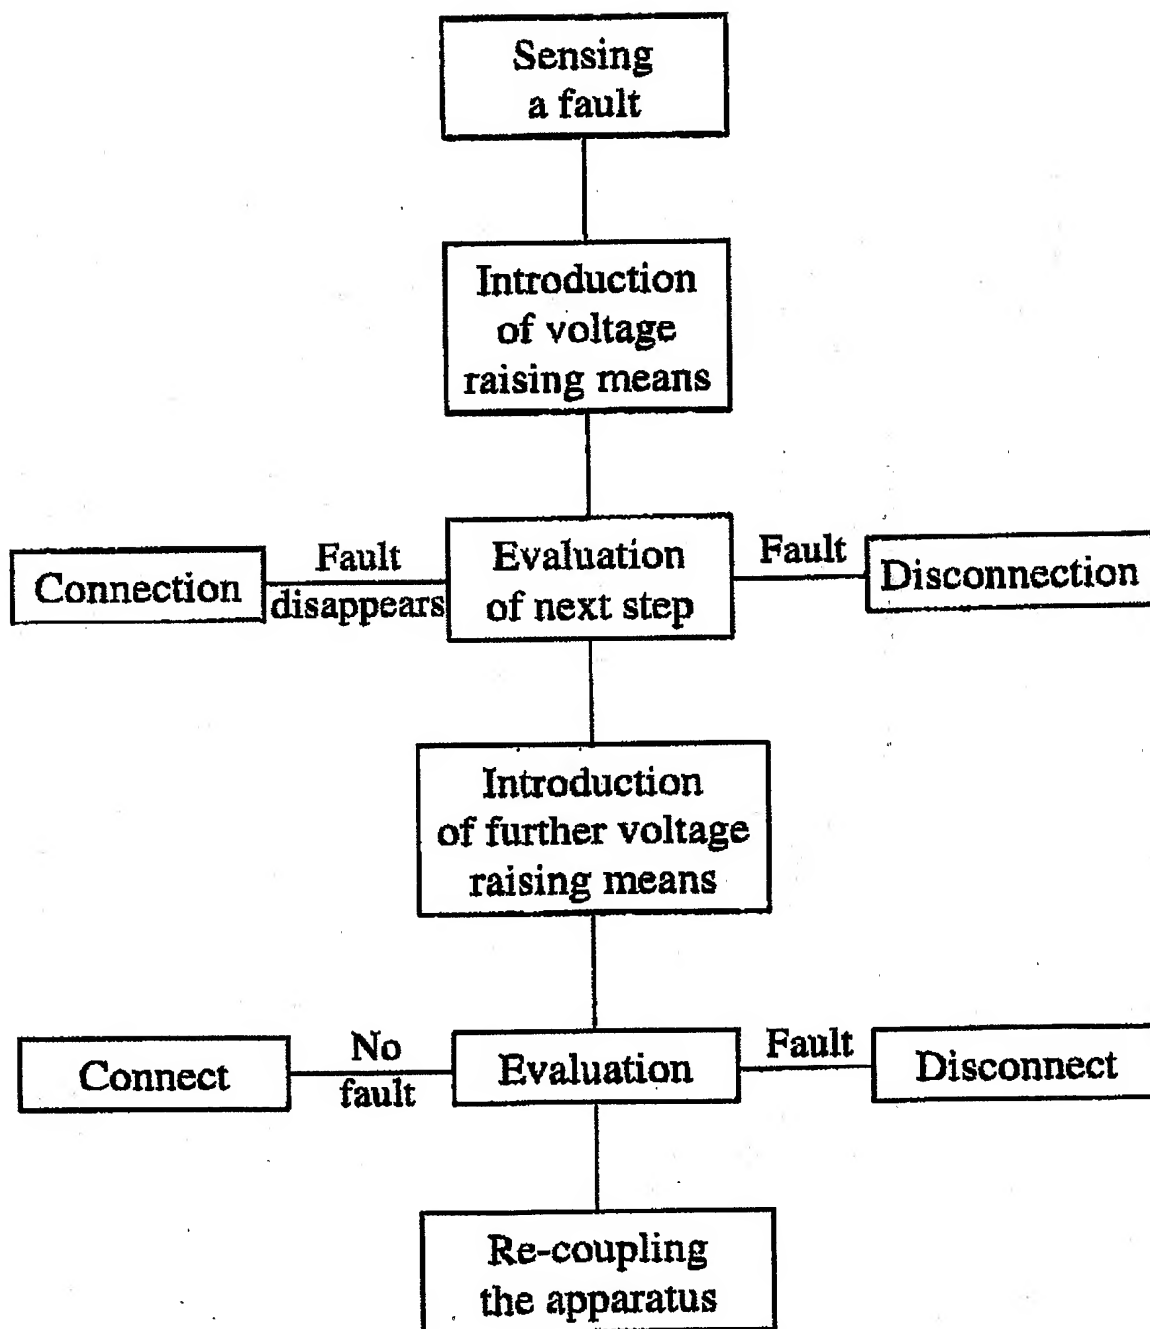 Sensing
a fault
Introduction
of voltage
raising means
Connection
Fault
disappears
Evaluation
of next step
Fault
Disconnection
Introduction
of further voltage
raising means
Connect
No
fault
Evaluation
Fault
Disconnect
Re-coupling
the apparatus